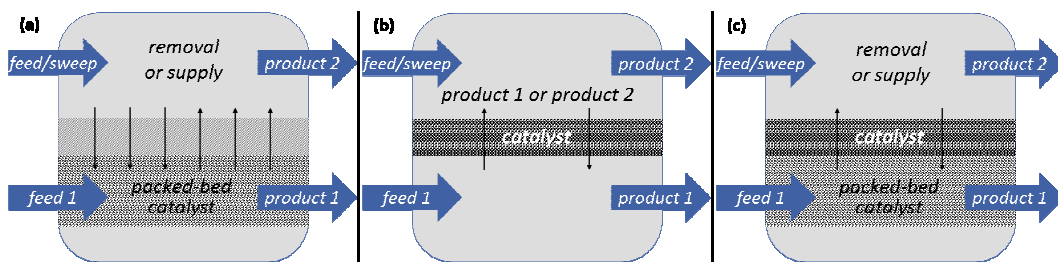 (a)
removal
or supply
feed/sweep
product 2
packed-bed
catalyst
feed 1
product 1
(b)
feed/sweep
product 2
product 1 or product 2
catalyst
feed 1
product 1
(c)
removal
or supply
feed/sweep
product 2
catalyst
packed-bed
catalyst
feed 1
product 1